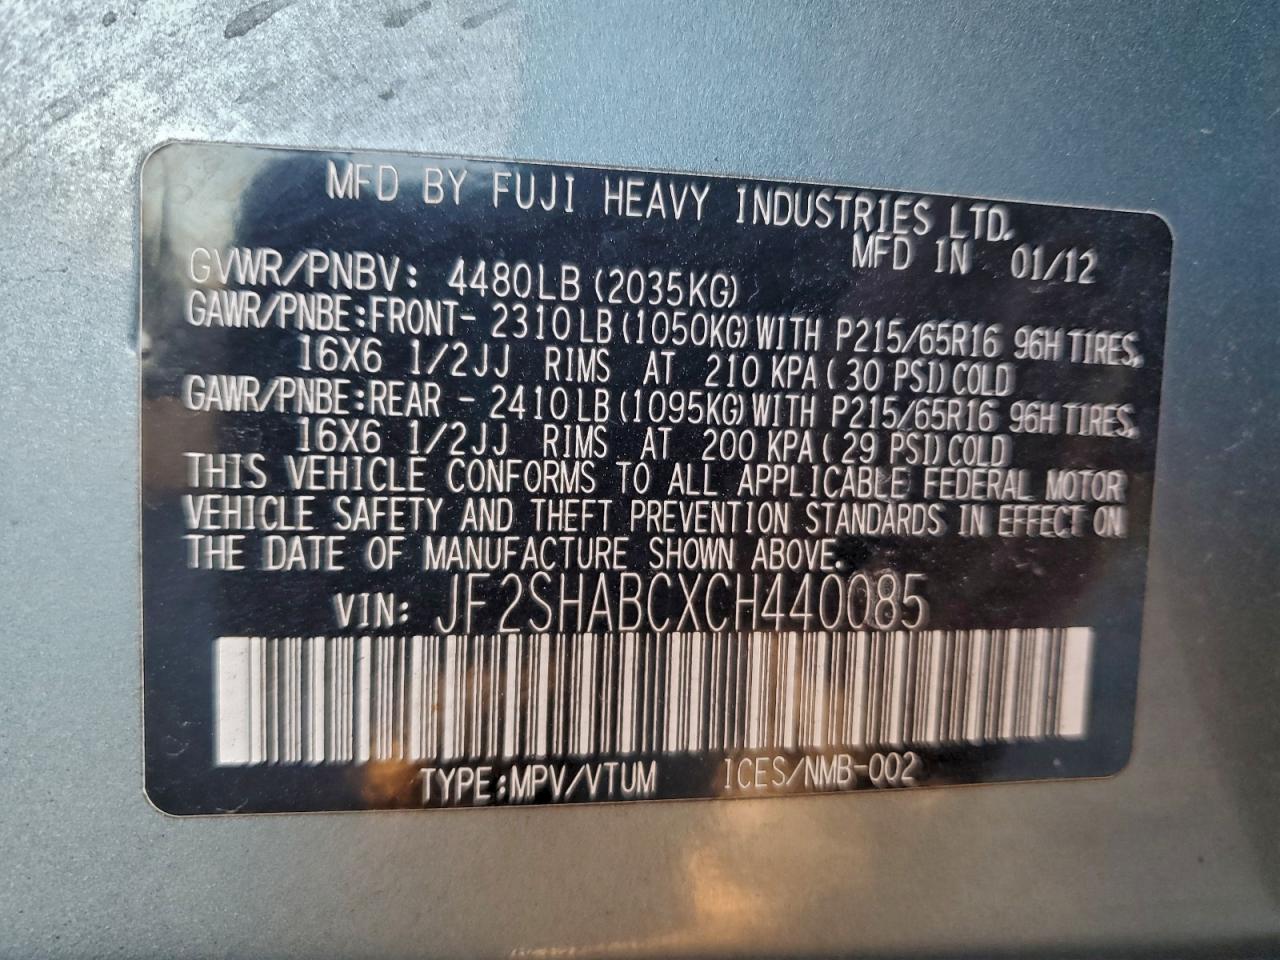 MFD BY FUJI HEAVY INDUSTRIES LTD.
MFD IN 01/12
GVWR/PNBV: 4480LB (2035KG)
GAWR/PNBE:FRONT- 2310LB(1050KG)WITH P215/65R16 96H TIRES,
16X6 1/2JJ RIMS AT 210 KPA(30 PSI)COLD
GAWR/PNBE:REAR - 2410LB(1095KG)WITH P215/65R16 96H TIRES,
16X6 1/2JJ RIMS AT 200 KPA(29 PSI)COLD
THIS VEHICLE CONFORMS TO ALL APPLICABLE FEDERAL MOTOR
VEHICLE SAFETY AND THEFT PREVENTION STANDARDS IN EFFECT ON
THE DATE OF MANUFACTURE SHOWN ABOVE.
VIN: JF2SHABCXCH440085
TYPE:MPV/VTUM ICES/NMB-002